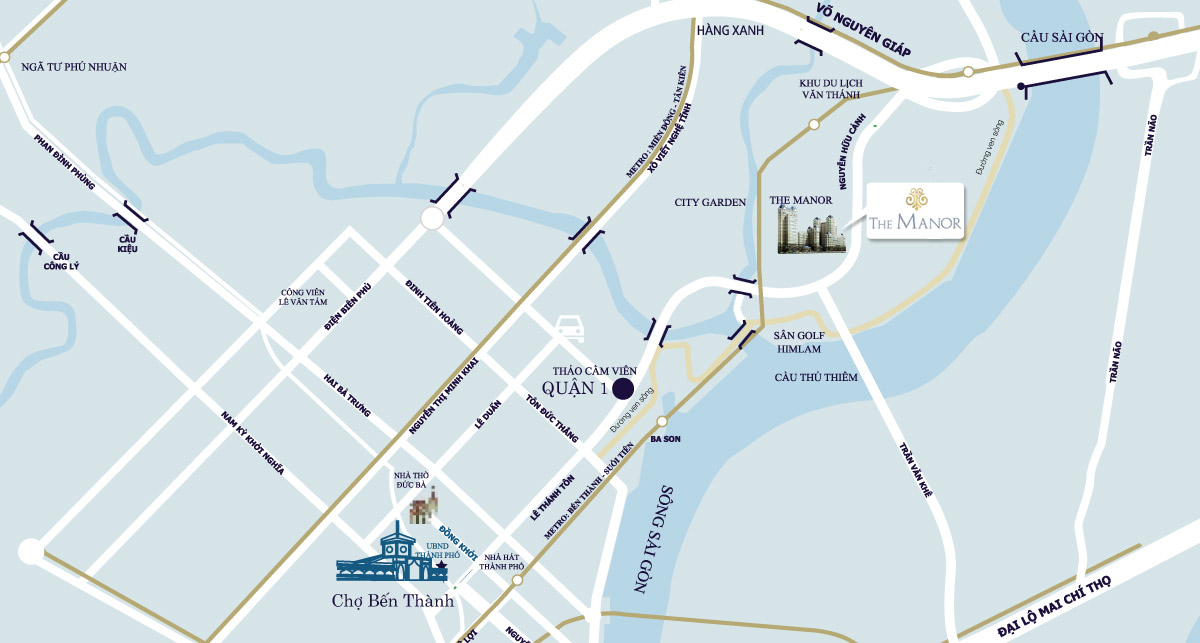 VÕ NGUYÊN GIÁP
HÀNG XANH
CẦU SÀI GÒN
NGÃ TƯ PHÚ NHUẬN
KHU DU LỊCH
VĂN THÁNH
METRO: MIỀN ĐÔNG - TÂN KIÊN
XÔ VIẾT NGHỆ TĨNH
NGUYỄN HỮU CẢNH
Đường ven sông
TRẦN NÃO
PHAN ĐÌNH PHÙNG
CITY GARDEN
THE MANOR
THE MANOR
CẦU
KIỆU
CẦU
CÔNG LÝ
CÔNG VIÊN
LÊ VĂN TÁM
ĐIỆN BIÊN PHỦ
ĐINH TIÊN HOÀNG
SÂN GOLF
HIMLAM
CẦU THỦ THIÊM
THẢO CẦM VIÊN
QUẬN 1
TRẦN NÃO
HAI BÀ TRƯNG
NGUYỄN THỊ MINH KHAI
LÊ DUẨN
TÔN ĐỨC THẮNG
Đường ven sông
BA SON
NAM KỲ KHỞI NGHĨA
TRẦN VĂN KHÊ
NHÀ THỜ
ĐỨC BÀ
LÊ THÁNH TÔN
METRO: BẾN THÀNH - SUỐI TIÊN
SÔNG SÀI GÒN
ĐỒNG KHỞI
UBND
THÀNH PHỐ
NHÀ HÁT
THÀNH PHỐ
Chợ Bến Thành
ĐẠI LỘ MAI CHÍ THỌ
LỢI